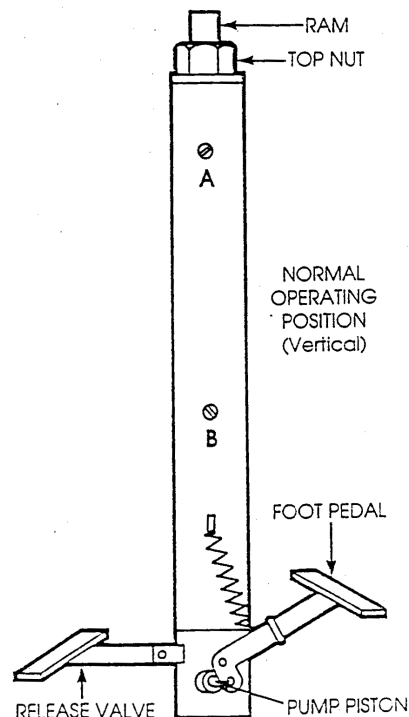 RAM
TOP NUT
A
NORMAL
OPERATING
POSITION
(Vertical)
B
FOOT PEDAL
RELEASE VALVE
PUMP PISTON